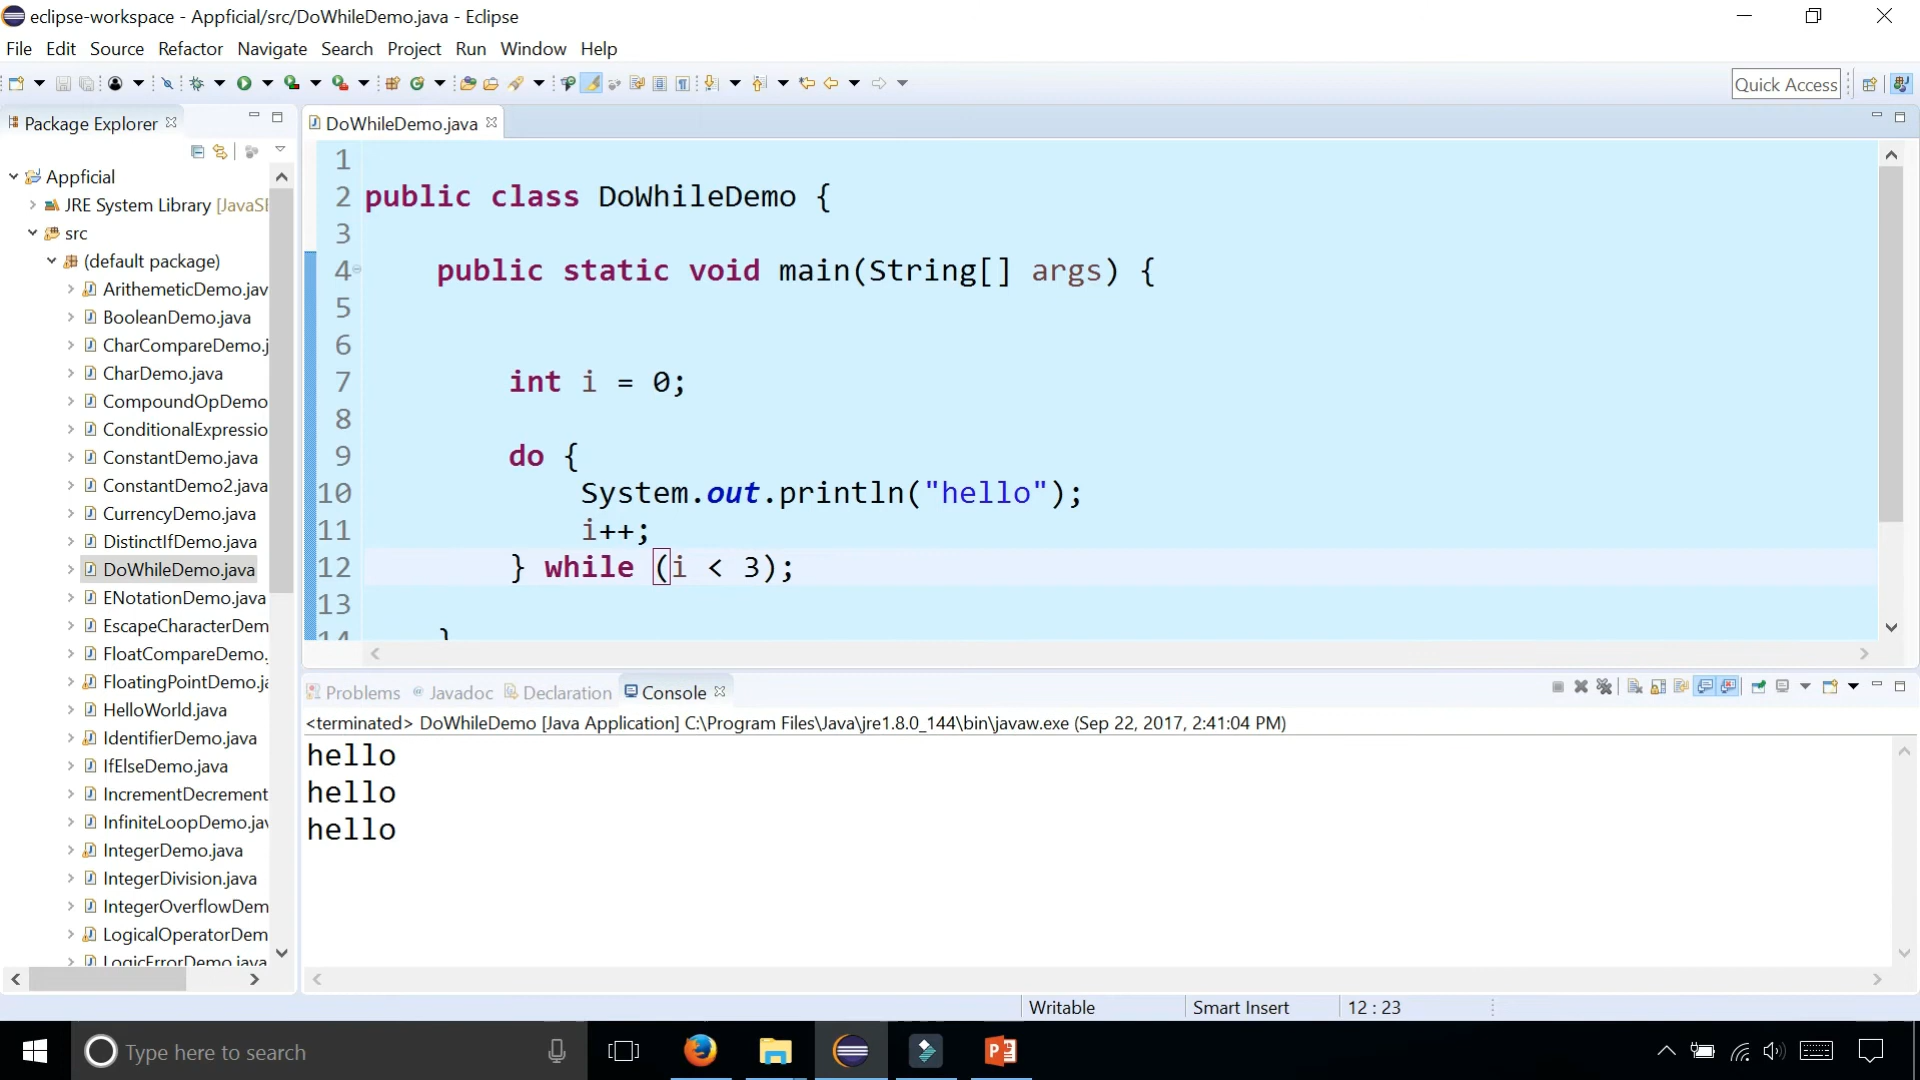 eclipse-workspace - Appficial/src/DoWhileDemo.java - Eclipse
File Edit Source Refactor Navigate Search Project Run Window Help
Quick Access
Package Explorer
Appficial
JRE System Library [JavaSE
src
(default package)
ArithemeticDemo.jav
BooleanDemo.java
CharCompareDemo.j
CharDemo.java
CompoundOpDemo
ConditionalExpressio
ConstantDemo.java
ConstantDemo2.java
CurrencyDemo.java
DistinctIfDemo.java
DoWhileDemo.java
ENotationDemo.java
EscapeCharacterDem
FloatCompareDemo.
FloatingPointDemo.ja
HelloWorld.java
IdentifierDemo.java
IfElseDemo.java
IncrementDecrement
InfiniteLoopDemo.jav
IntegerDemo.java
IntegerDivision.java
IntegerOverflowDem
LogicalOperatorDem
LogicErrorDemo.java
DoWhileDemo.java
1
2 public class DoWhileDemo {
3
4 public static void main(String[] args) {
5
6
7 int i = 0;
8
9 do {
10 System.out.println("hello");
11 i++;
12 } while (i < 3);
13
14 }
Problems Javadoc Declaration Console
<terminated> DoWhileDemo [Java Application] C:\Program Files\Java\jre1.8.0_144\bin\javaw.exe (Sep 22, 2017, 2:41:04 PM)
hello
hello
hello
Writable Smart Insert 12 : 23
Type here to search